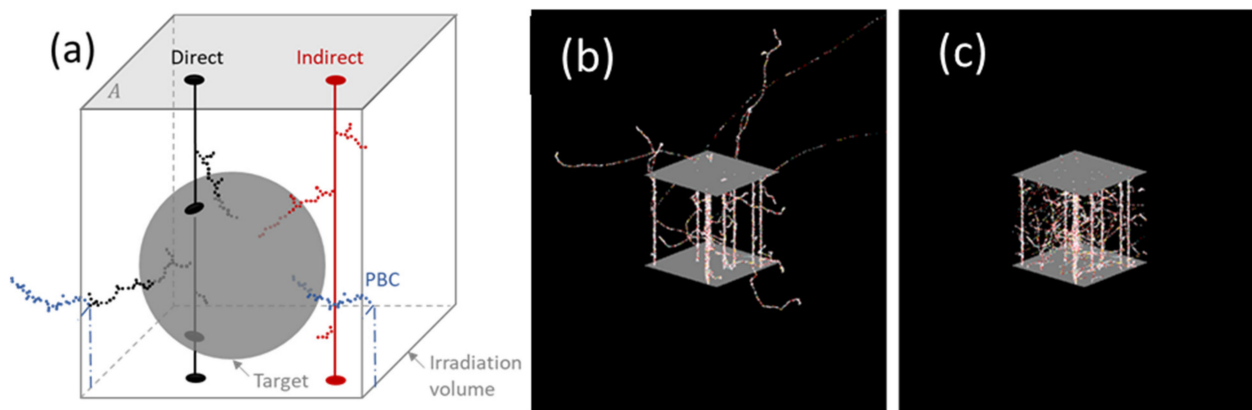 (a)
Direct
Indirect
A
PBC
Target
Irradiation
volume
(b)
(c)